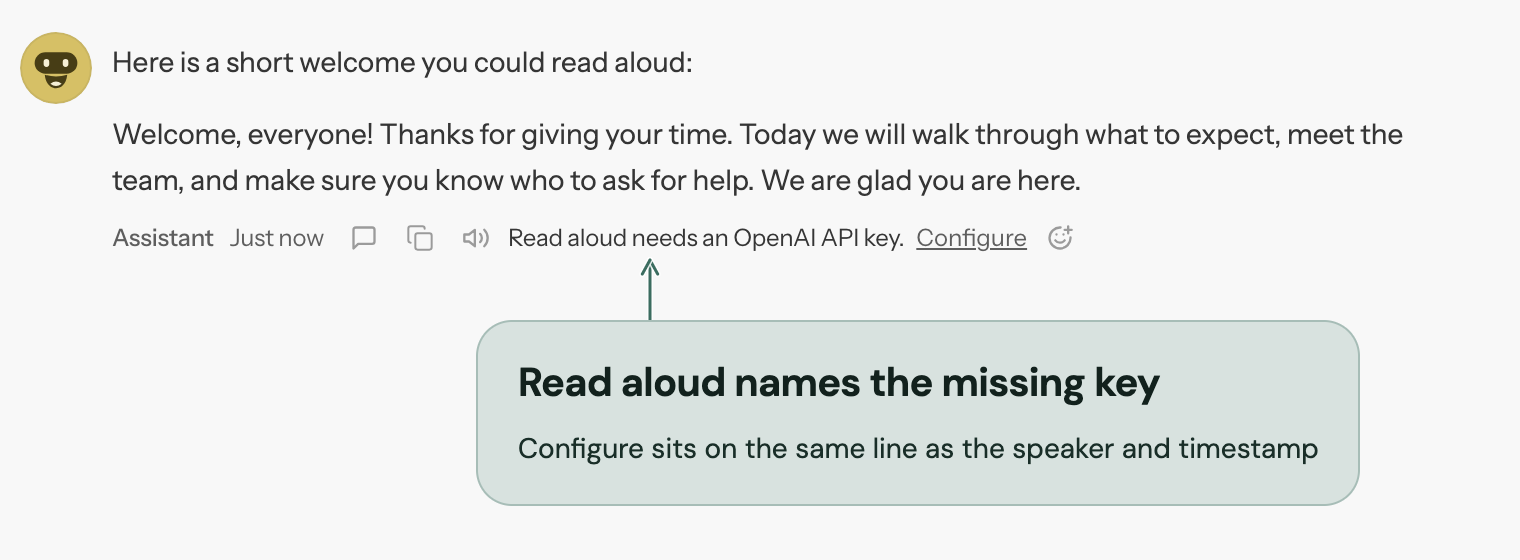 Here is a short welcome you could read aloud:
Welcome, everyone! Thanks for giving your time. Today we will walk through what to expect, meet the
team, and make sure you know who to ask for help. We are glad you are here.
Assistant Just now Read aloud needs an OpenAI API key. Configure
Read aloud names the missing key
Configure sits on the same line as the speaker and timestamp